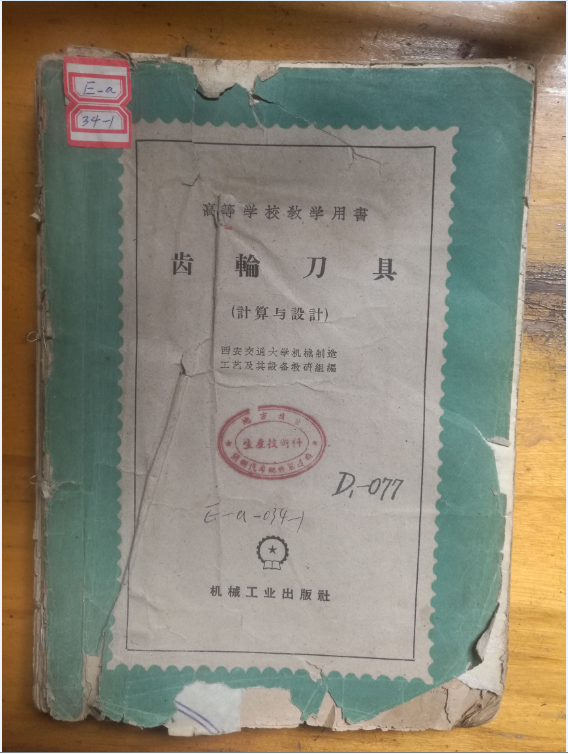 E-a
34-1
高等学校教学用書
齿輪刀具
(計算与設計)
西安交通大学机械制造
工艺及其設备教研組編
生產技術科
D1-077
E-a-034-1
机械工业出版社